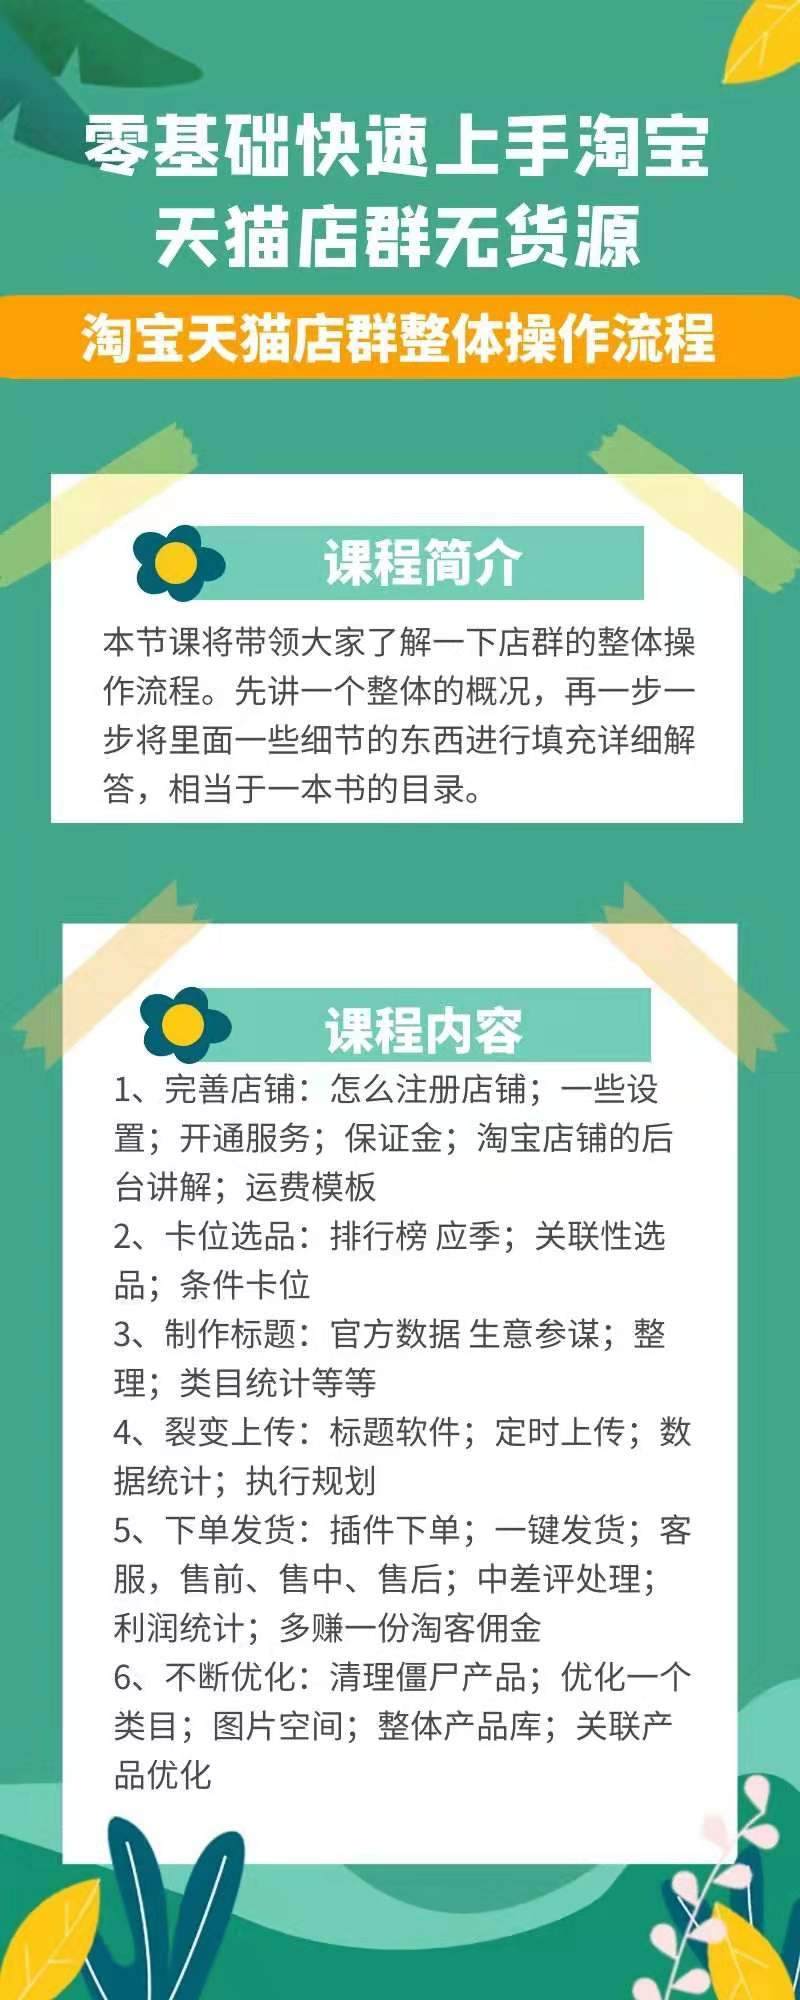 零基础快速上手淘宝
天猫店群无货源
淘宝天猫店群整体操作流程
课程简介
本节课将带领大家了解一下店群的整体操
作流程。先讲一个整体的概况，再一步一
步将里面一些细节的东西进行填充详细解
答，相当于一本书的目录。
课程内容
1、完善店铺：怎么注册店铺；一些设
置；开通服务；保证金；淘宝店铺的后
台讲解；运费模板
2、卡位选品：排行榜 应季；关联性选
品；条件卡位
3、制作标题：官方数据 生意参谋；整
理；类目统计等等
4、裂变上传：标题软件；定时上传；数
据统计；执行规划
5、下单发货：插件下单；一键发货；客
服，售前、售中、售后；中差评处理；
利润统计；多赚一份淘客佣金
6、不断优化：清理僵尸产品；优化一个
类目；图片空间；整体产品库；关联产
品优化